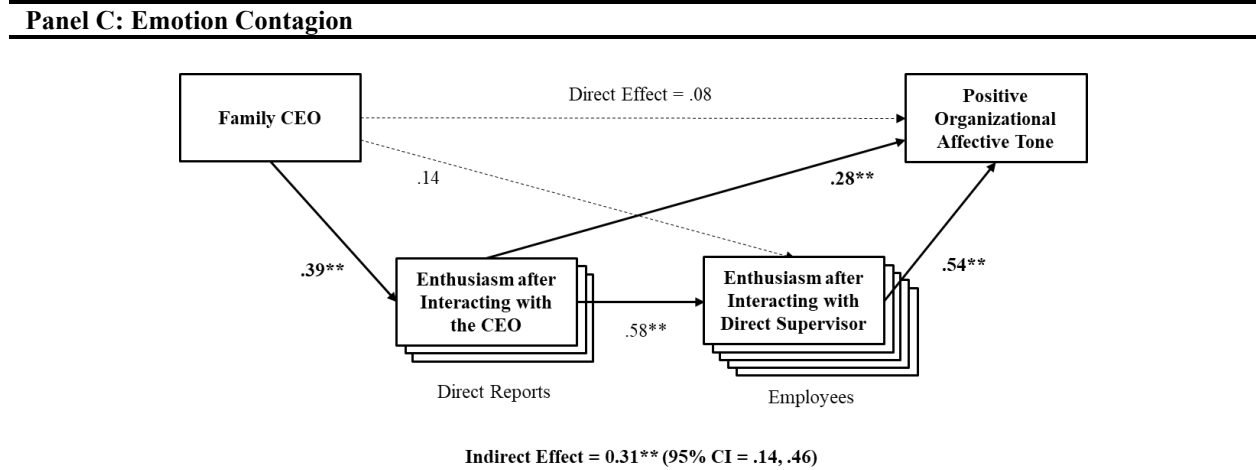 Panel C: Emotion Contagion
Family CEO
Direct Effect = .08
Positive
Organizational
Affective Tone
.14
.28**
.39**
Enthusiasm after
Interacting with
the CEO
.58**
Enthusiasm after
Interacting with
Direct Supervisor
.54**
Direct Reports
Employees
Indirect Effect = 0.31** (95% CI = .14, .46)